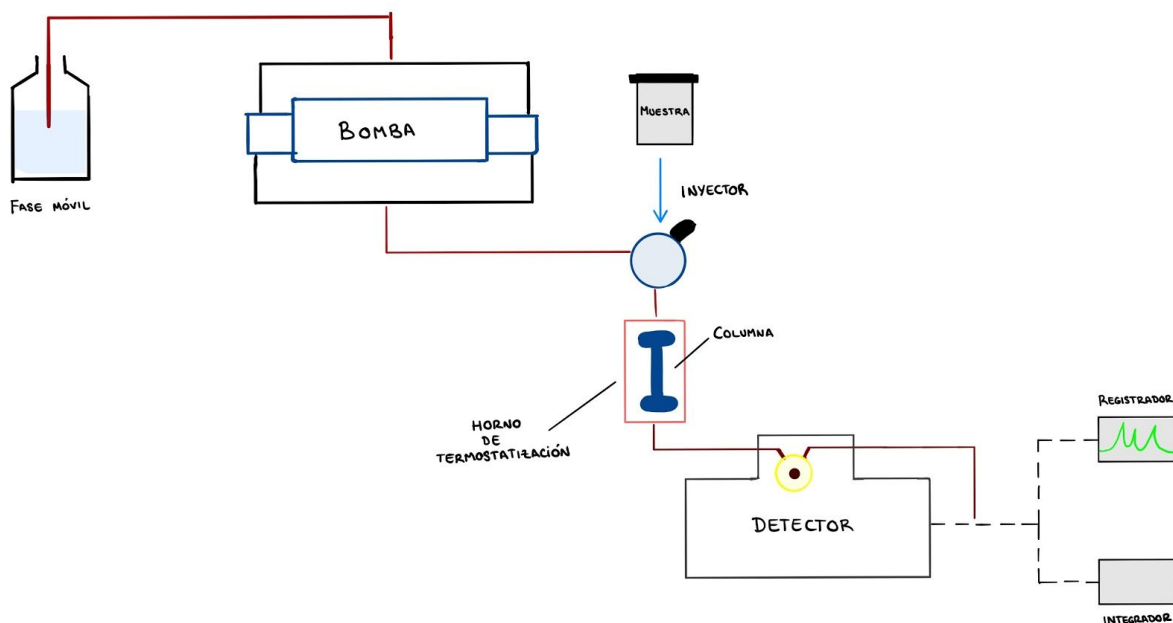 FASE MÓVIL
BOMBA
MUESTRA
INYECTOR
COLUMNA
HORNO
DE
TERMOSTATIZACIÓN
DETECTOR
REGISTRADOR
INTEGRADOR